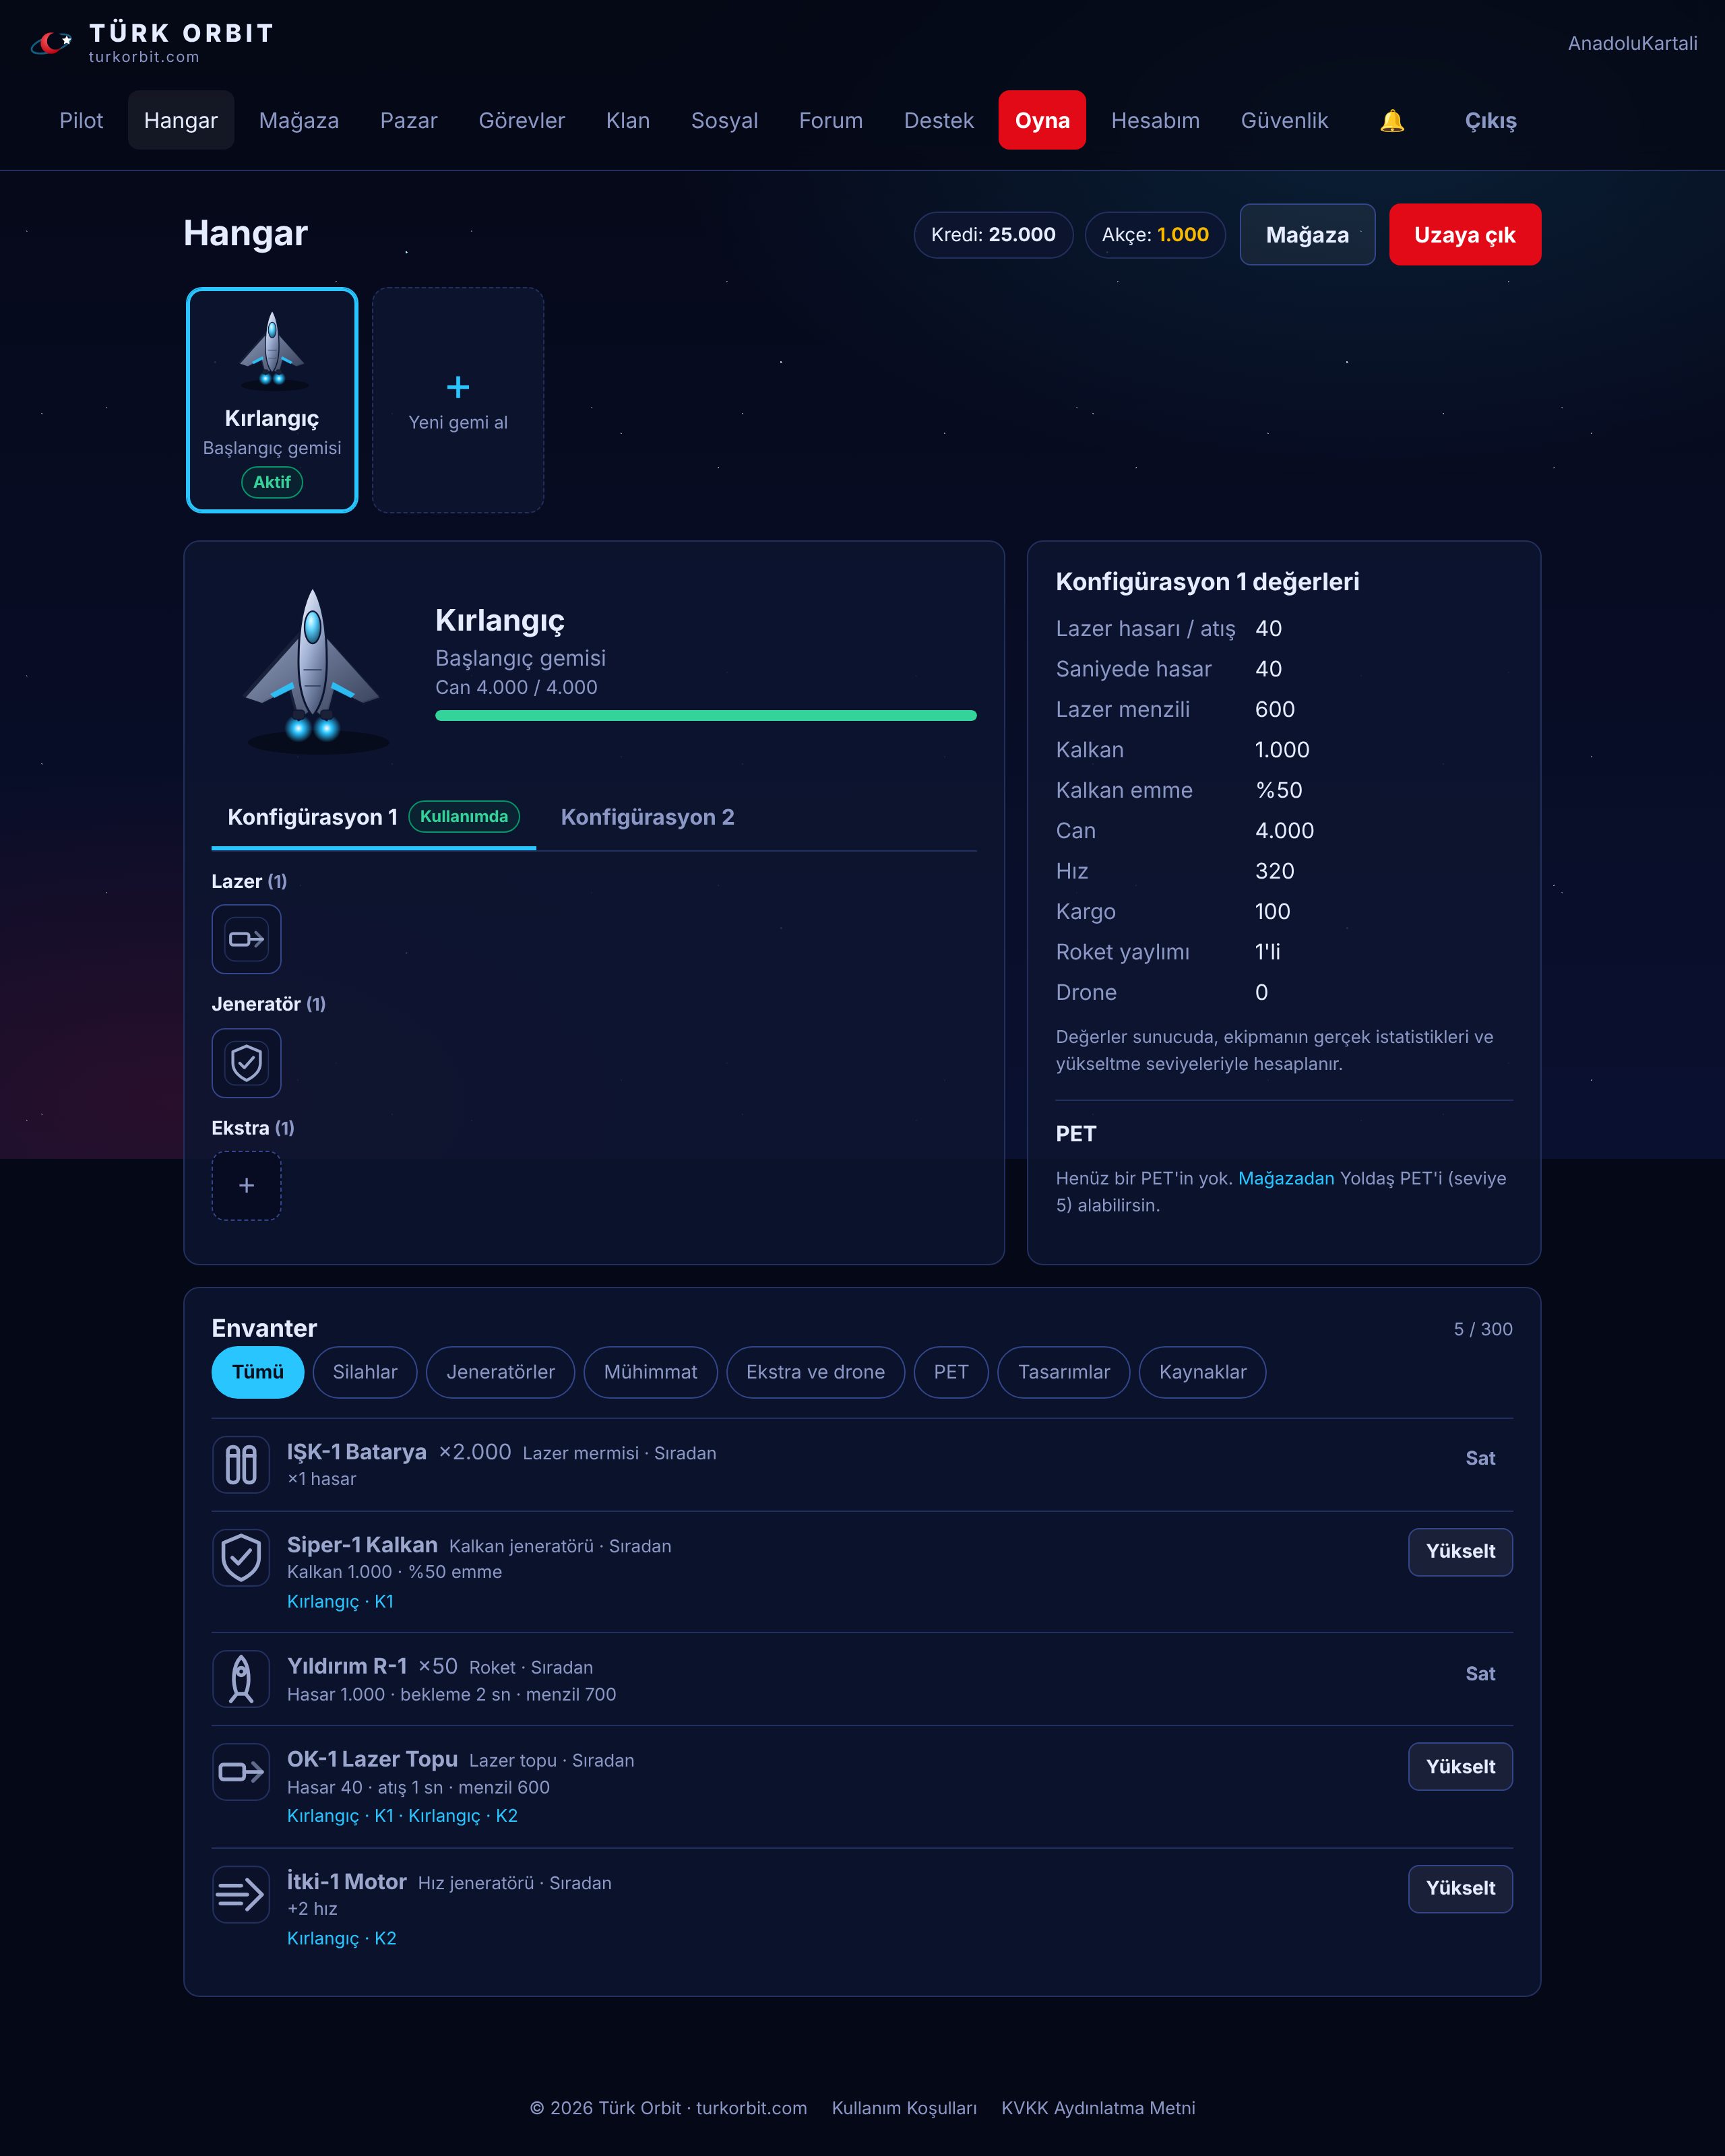 TÜRK ORBIT
turkorbit.com
AnadoluKartali
Pilot Hangar Mağaza Pazar Görevler Klan Sosyal Forum Destek Oyna Hesabım Güvenlik Çıkış
Hangar
Kredi: 25.000 Akçe: 1.000 Mağaza Uzaya çık
Kırlangıç
Başlangıç gemisi
Aktif
+
Yeni gemi al
Kırlangıç
Başlangıç gemisi
Can 4.000 / 4.000
Konfigürasyon 1 Kullanımda Konfigürasyon 2
Lazer (1)
Jeneratör (1)
Ekstra (1)
+
Konfigürasyon 1 değerleri
Lazer hasarı / atış 40
Saniyede hasar 40
Lazer menzili 600
Kalkan 1.000
Kalkan emme %50
Can 4.000
Hız 320
Kargo 100
Roket yaylımı 1'li
Drone 0
Değerler sunucuda, ekipmanın gerçek istatistikleri ve
yükseltme seviyeleriyle hesaplanır.
PET
Henüz bir PET'in yok. Mağazadan Yoldaş PET'i (seviye
5) alabilirsin.
Envanter 5 / 300
Tümü Silahlar Jeneratörler Mühimmat Ekstra ve drone PET Tasarımlar Kaynaklar
IŞK-1 Batarya ×2.000 Lazer mermisi · Sıradan Sat
×1 hasar
Siper-1 Kalkan Kalkan jeneratörü · Sıradan Yükselt
Kalkan 1.000 · %50 emme
Kırlangıç · K1
Yıldırım R-1 ×50 Roket · Sıradan Sat
Hasar 1.000 · bekleme 2 sn · menzil 700
OK-1 Lazer Topu Lazer topu · Sıradan Yükselt
Hasar 40 · atış 1 sn · menzil 600
Kırlangıç · K1 · Kırlangıç · K2
İtki-1 Motor Hız jeneratörü · Sıradan Yükselt
+2 hız
Kırlangıç · K2
© 2026 Türk Orbit · turkorbit.com Kullanım Koşulları KVKK Aydınlatma Metni